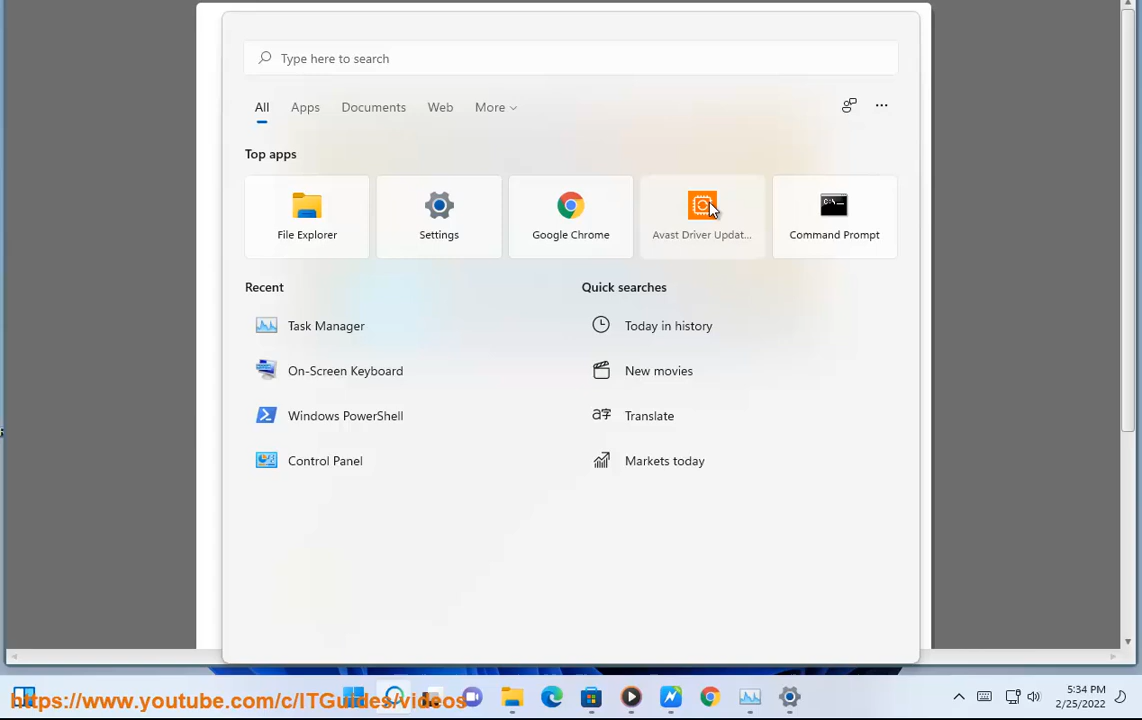 Type here to search
All Apps Documents Web More
Top apps
File Explorer Settings Google Chrome Avast Driver Updat... Command Prompt
Recent Quick searches
Task Manager Today in history
On-Screen Keyboard New movies
Windows PowerShell Translate
Control Panel Markets today
https://www.youtube.com/c/ITGuides/videos
5:34 PM
2/25/2022